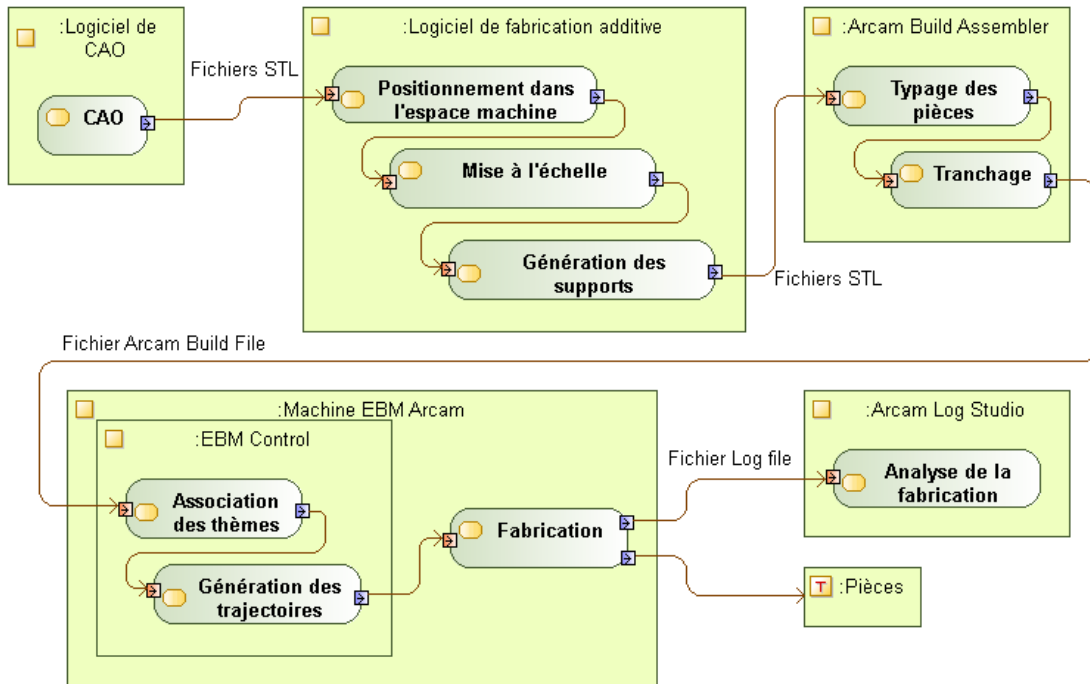 :Logiciel de
CAO
CAO
Fichiers STL
:Logiciel de fabrication additive
Positionnement dans
l'espace machine
Mise à l'échelle
Génération des
supports
Fichiers STL
:Arcam Build Assembler
Typage des
pièces
Tranchage
Fichier Arcam Build File
:Machine EBM Arcam
:EBM Control
Association
des thèmes
Génération des
trajectoires
Fabrication
Fichier Log file
:Arcam Log Studio
Analyse de la
fabrication
T :Pièces